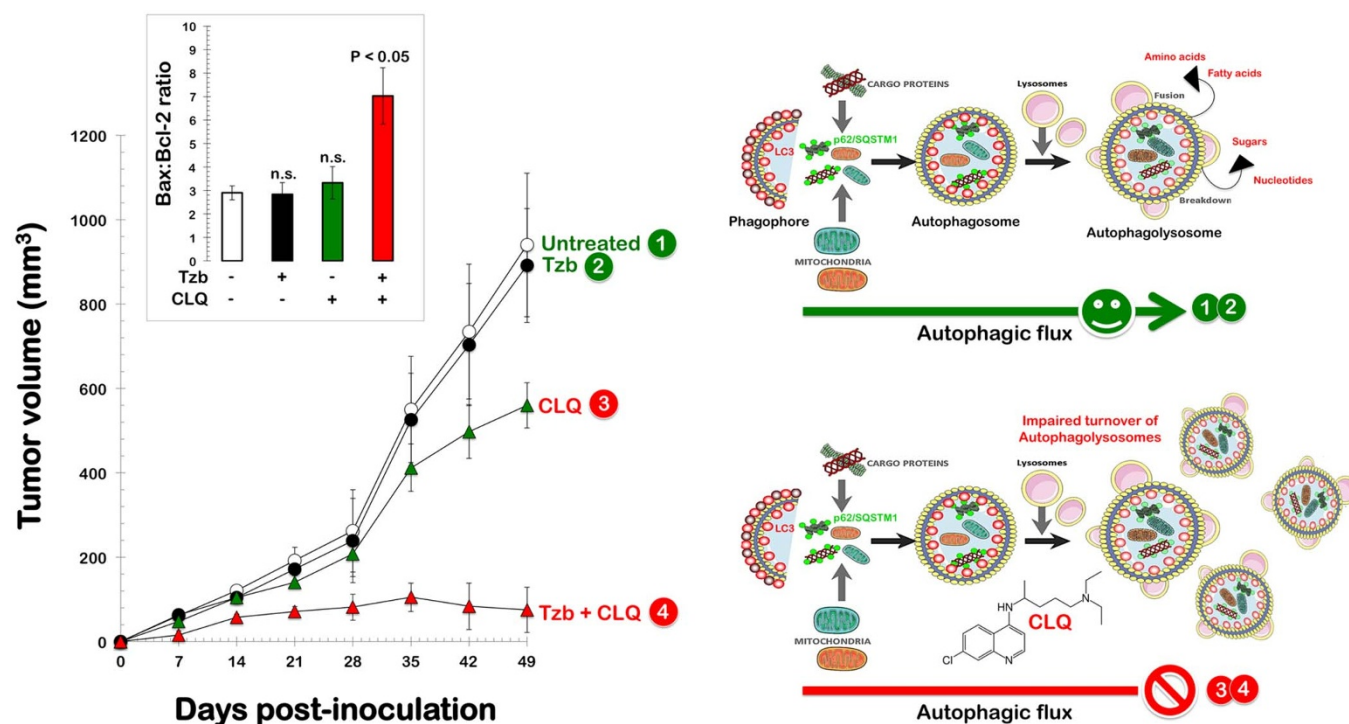 10
9
8
7
6
5
4
3
2
1
0
Bax:Bcl-2 ratio
P < 0.05
n.s.
n.s.
Tzb - + - +
CLQ - - + +
1200
1000
800
600
400
200
0
Tumor volume (mm³)
Untreated 1
Tzb 2
CLQ 3
Tzb + CLQ 4
0 7 14 21 28 35 42 49
Days post-inoculation
CARGO PROTEINS
LC3
p62/SQSTM1
Phagophore
MITOCHONDRIA
Autophagosome
Lysosomes
Fusion
Amino acids
Fatty acids
Sugars
Nucleotides
Breakdown
Autophagolysosome
Autophagic flux
1 2
Impaired turnover of
Autophagolysosomes
CARGO PROTEINS
Lysosomes
LC3
p62/SQSTM1
MITOCHONDRIA
HN
N
Cl
N
CLQ
Autophagic flux
3 4